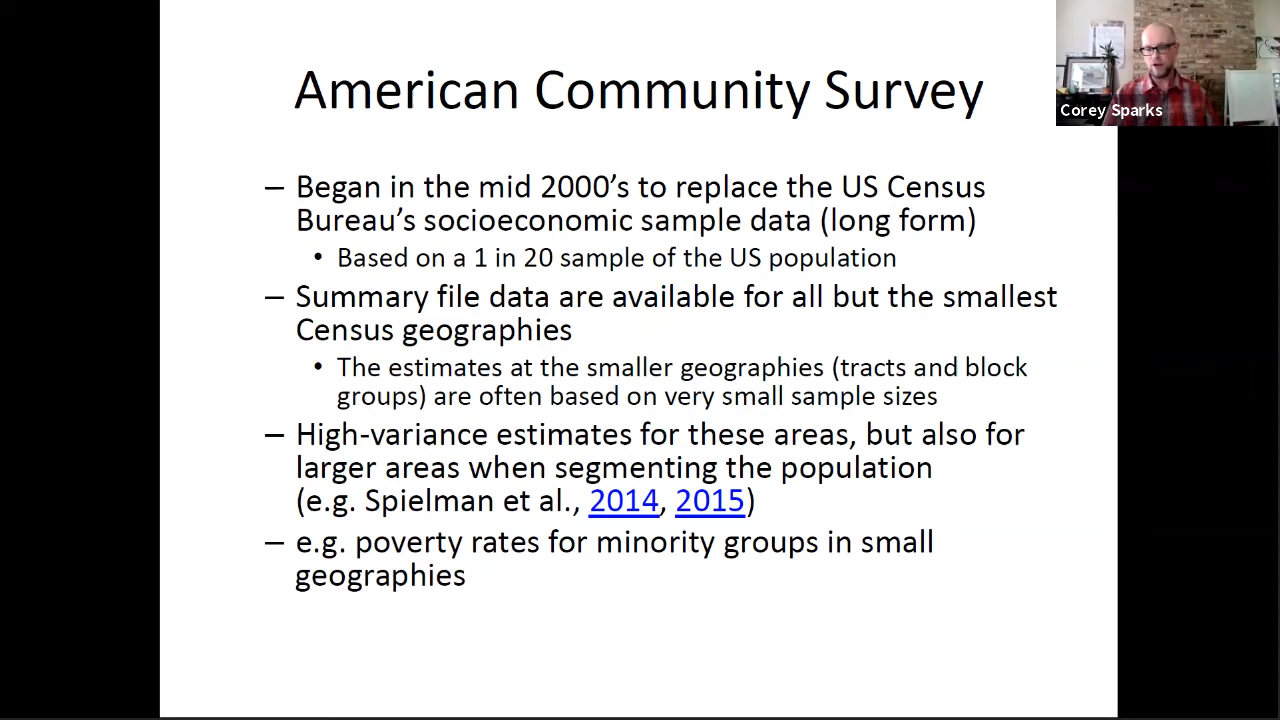 American Community Survey
Corey Sparks
– Began in the mid 2000’s to replace the US Census
Bureau’s socioeconomic sample data (long form)
• Based on a 1 in 20 sample of the US population
– Summary file data are available for all but the smallest
Census geographies
• The estimates at the smaller geographies (tracts and block
groups) are often based on very small sample sizes
– High-variance estimates for these areas, but also for
larger areas when segmenting the population
(e.g. Spielman et al., 2014, 2015)
– e.g. poverty rates for minority groups in small
geographies